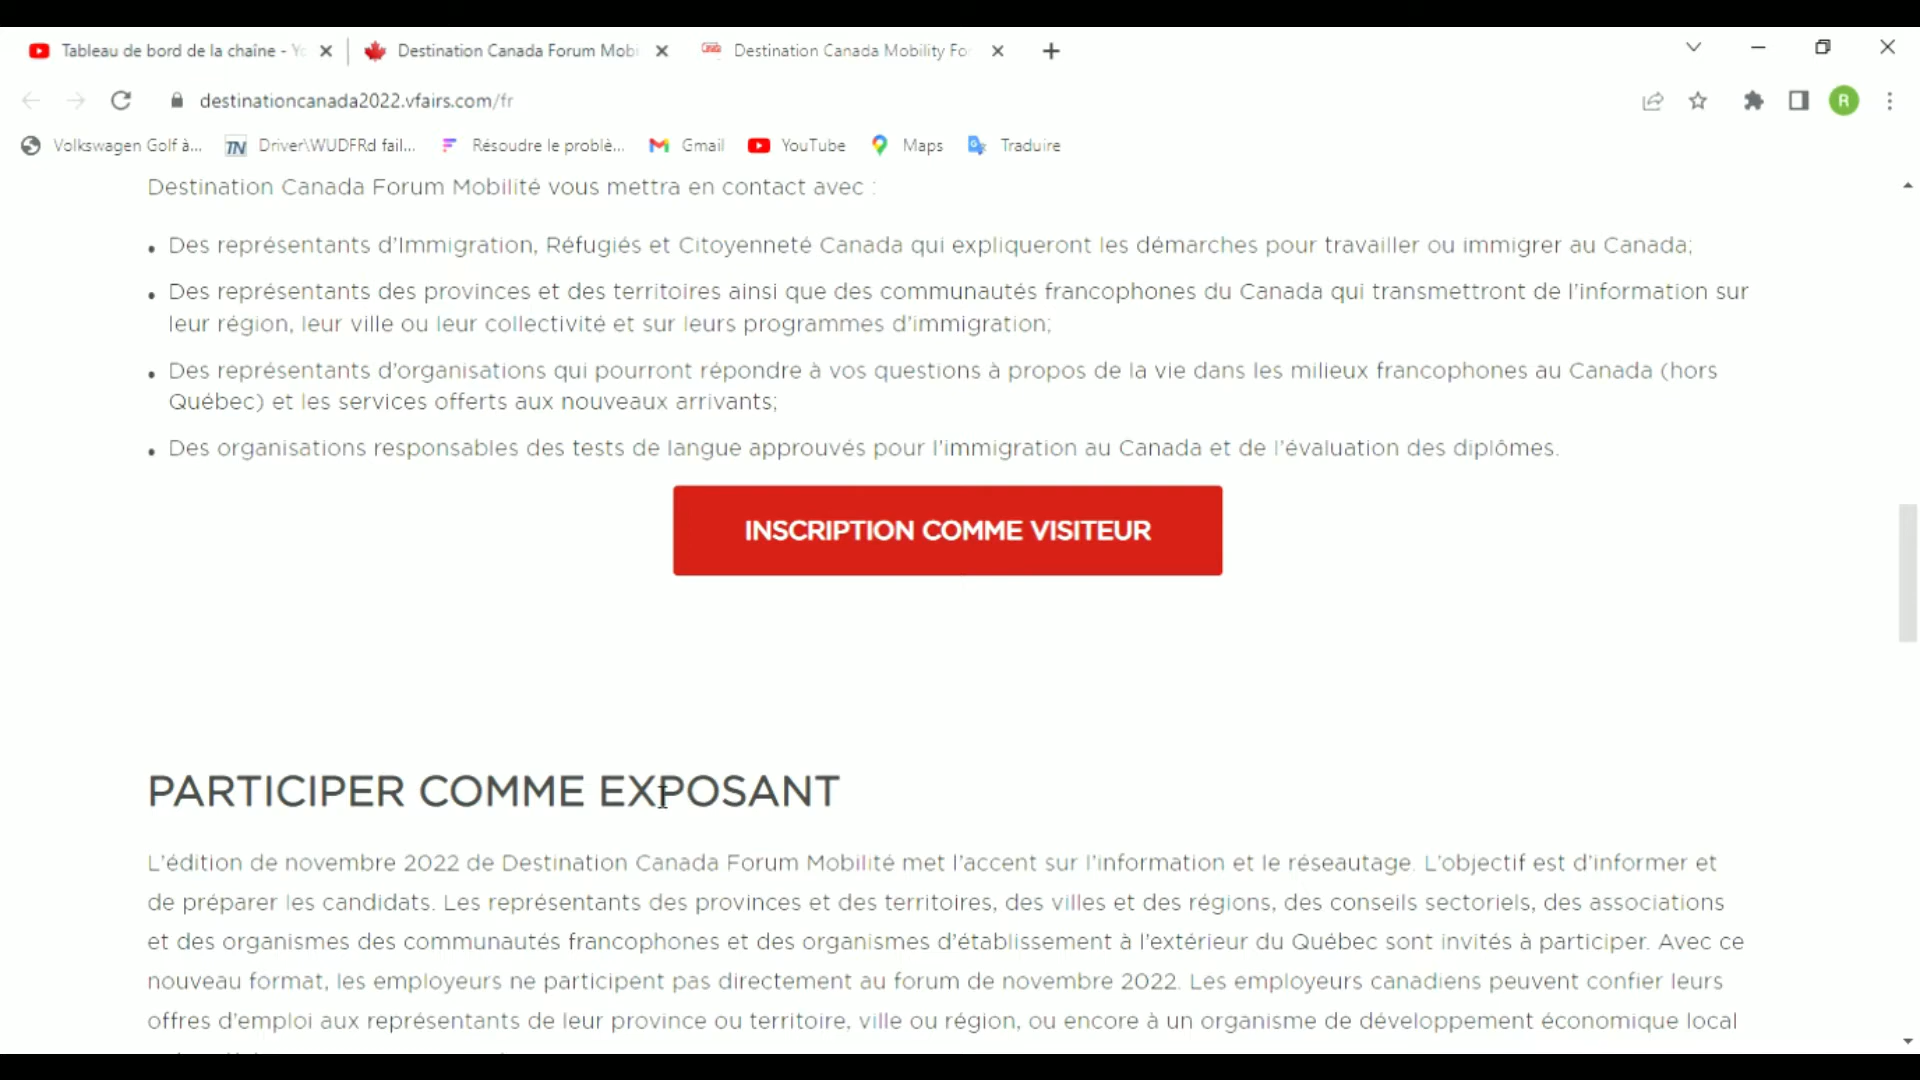 Tableau de bord de la chaîne - Yo
Destination Canada Forum Mobi
Destination Canada Mobility Fo
destinationcanada2022.vfairs.com/fr
R
Volkswagen Golf à...
TN
Driver\WUDFRd fail...
Résoudre le problè...
Gmail
YouTube
Maps
Traduire
Destination Canada Forum Mobilité vous mettra en contact avec :
• Des représentants d'Immigration, Réfugiés et Citoyenneté Canada qui expliqueront les démarches pour travailler ou immigrer au Canada;
• Des représentants des provinces et des territoires ainsi que des communautés francophones du Canada qui transmettront de l'information sur
leur région, leur ville ou leur collectivité et sur leurs programmes d'immigration;
• Des représentants d'organisations qui pourront répondre à vos questions à propos de la vie dans les milieux francophones au Canada (hors
Québec) et les services offerts aux nouveaux arrivants;
• Des organisations responsables des tests de langue approuvés pour l'immigration au Canada et de l'évaluation des diplômes.
INSCRIPTION COMME VISITEUR
PARTICIPER COMME EXPOSANT
L'édition de novembre 2022 de Destination Canada Forum Mobilité met l'accent sur l'information et le réseautage. L'objectif est d'informer et
de préparer les candidats. Les représentants des provinces et des territoires, des villes et des régions, des conseils sectoriels, des associations
et des organismes des communautés francophones et des organismes d'établissement à l'extérieur du Québec sont invités à participer. Avec ce
nouveau format, les employeurs ne participent pas directement au forum de novembre 2022. Les employeurs canadiens peuvent confier leurs
offres d'emploi aux représentants de leur province ou territoire, ville ou région, ou encore à un organisme de développement économique local